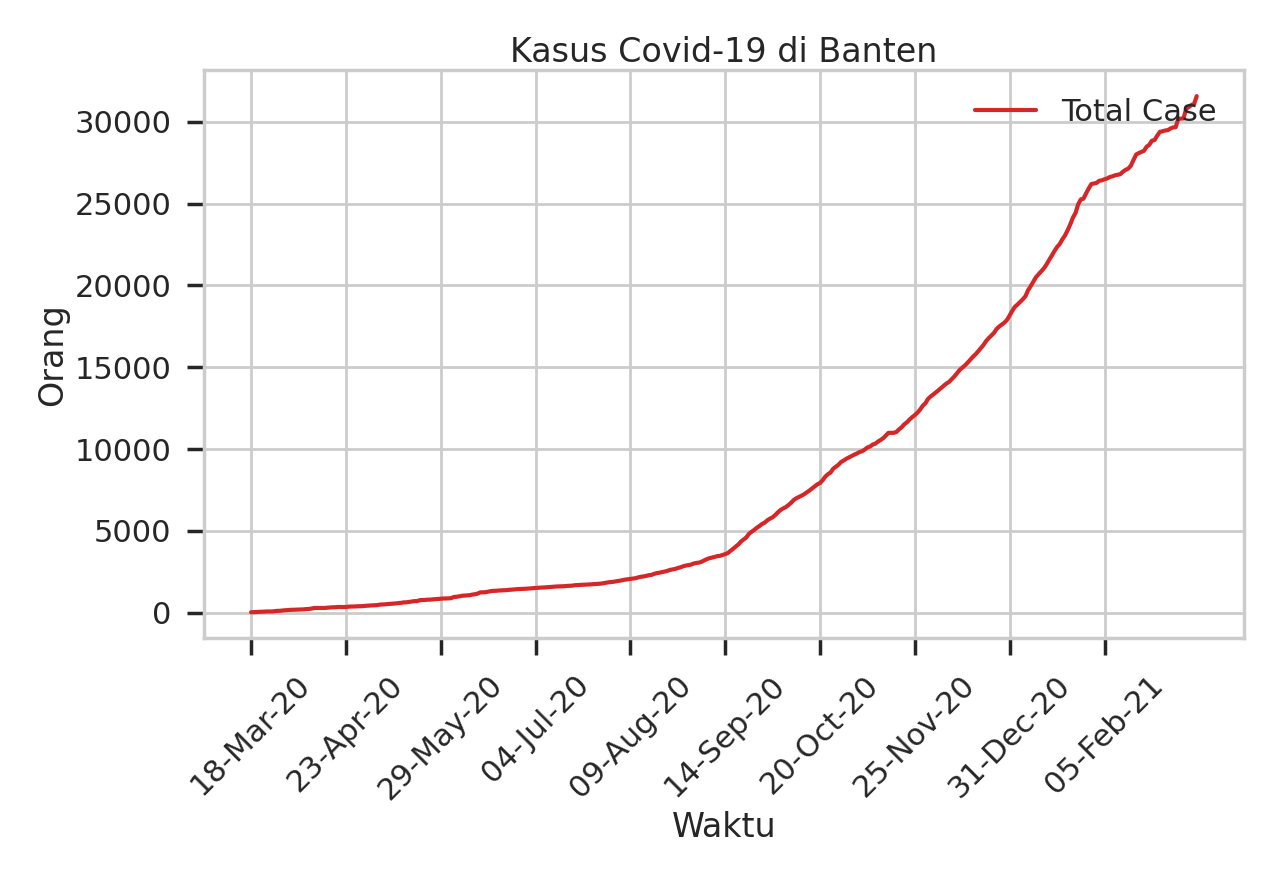 Kasus Covid-19 di Banten
Total Case
30000
25000
20000
15000
10000
5000
0
Orang
18-Mar-20
23-Apr-20
29-May-20
04-Jul-20
09-Aug-20
14-Sep-20
20-Oct-20
25-Nov-20
31-Dec-20
05-Feb-21
Waktu